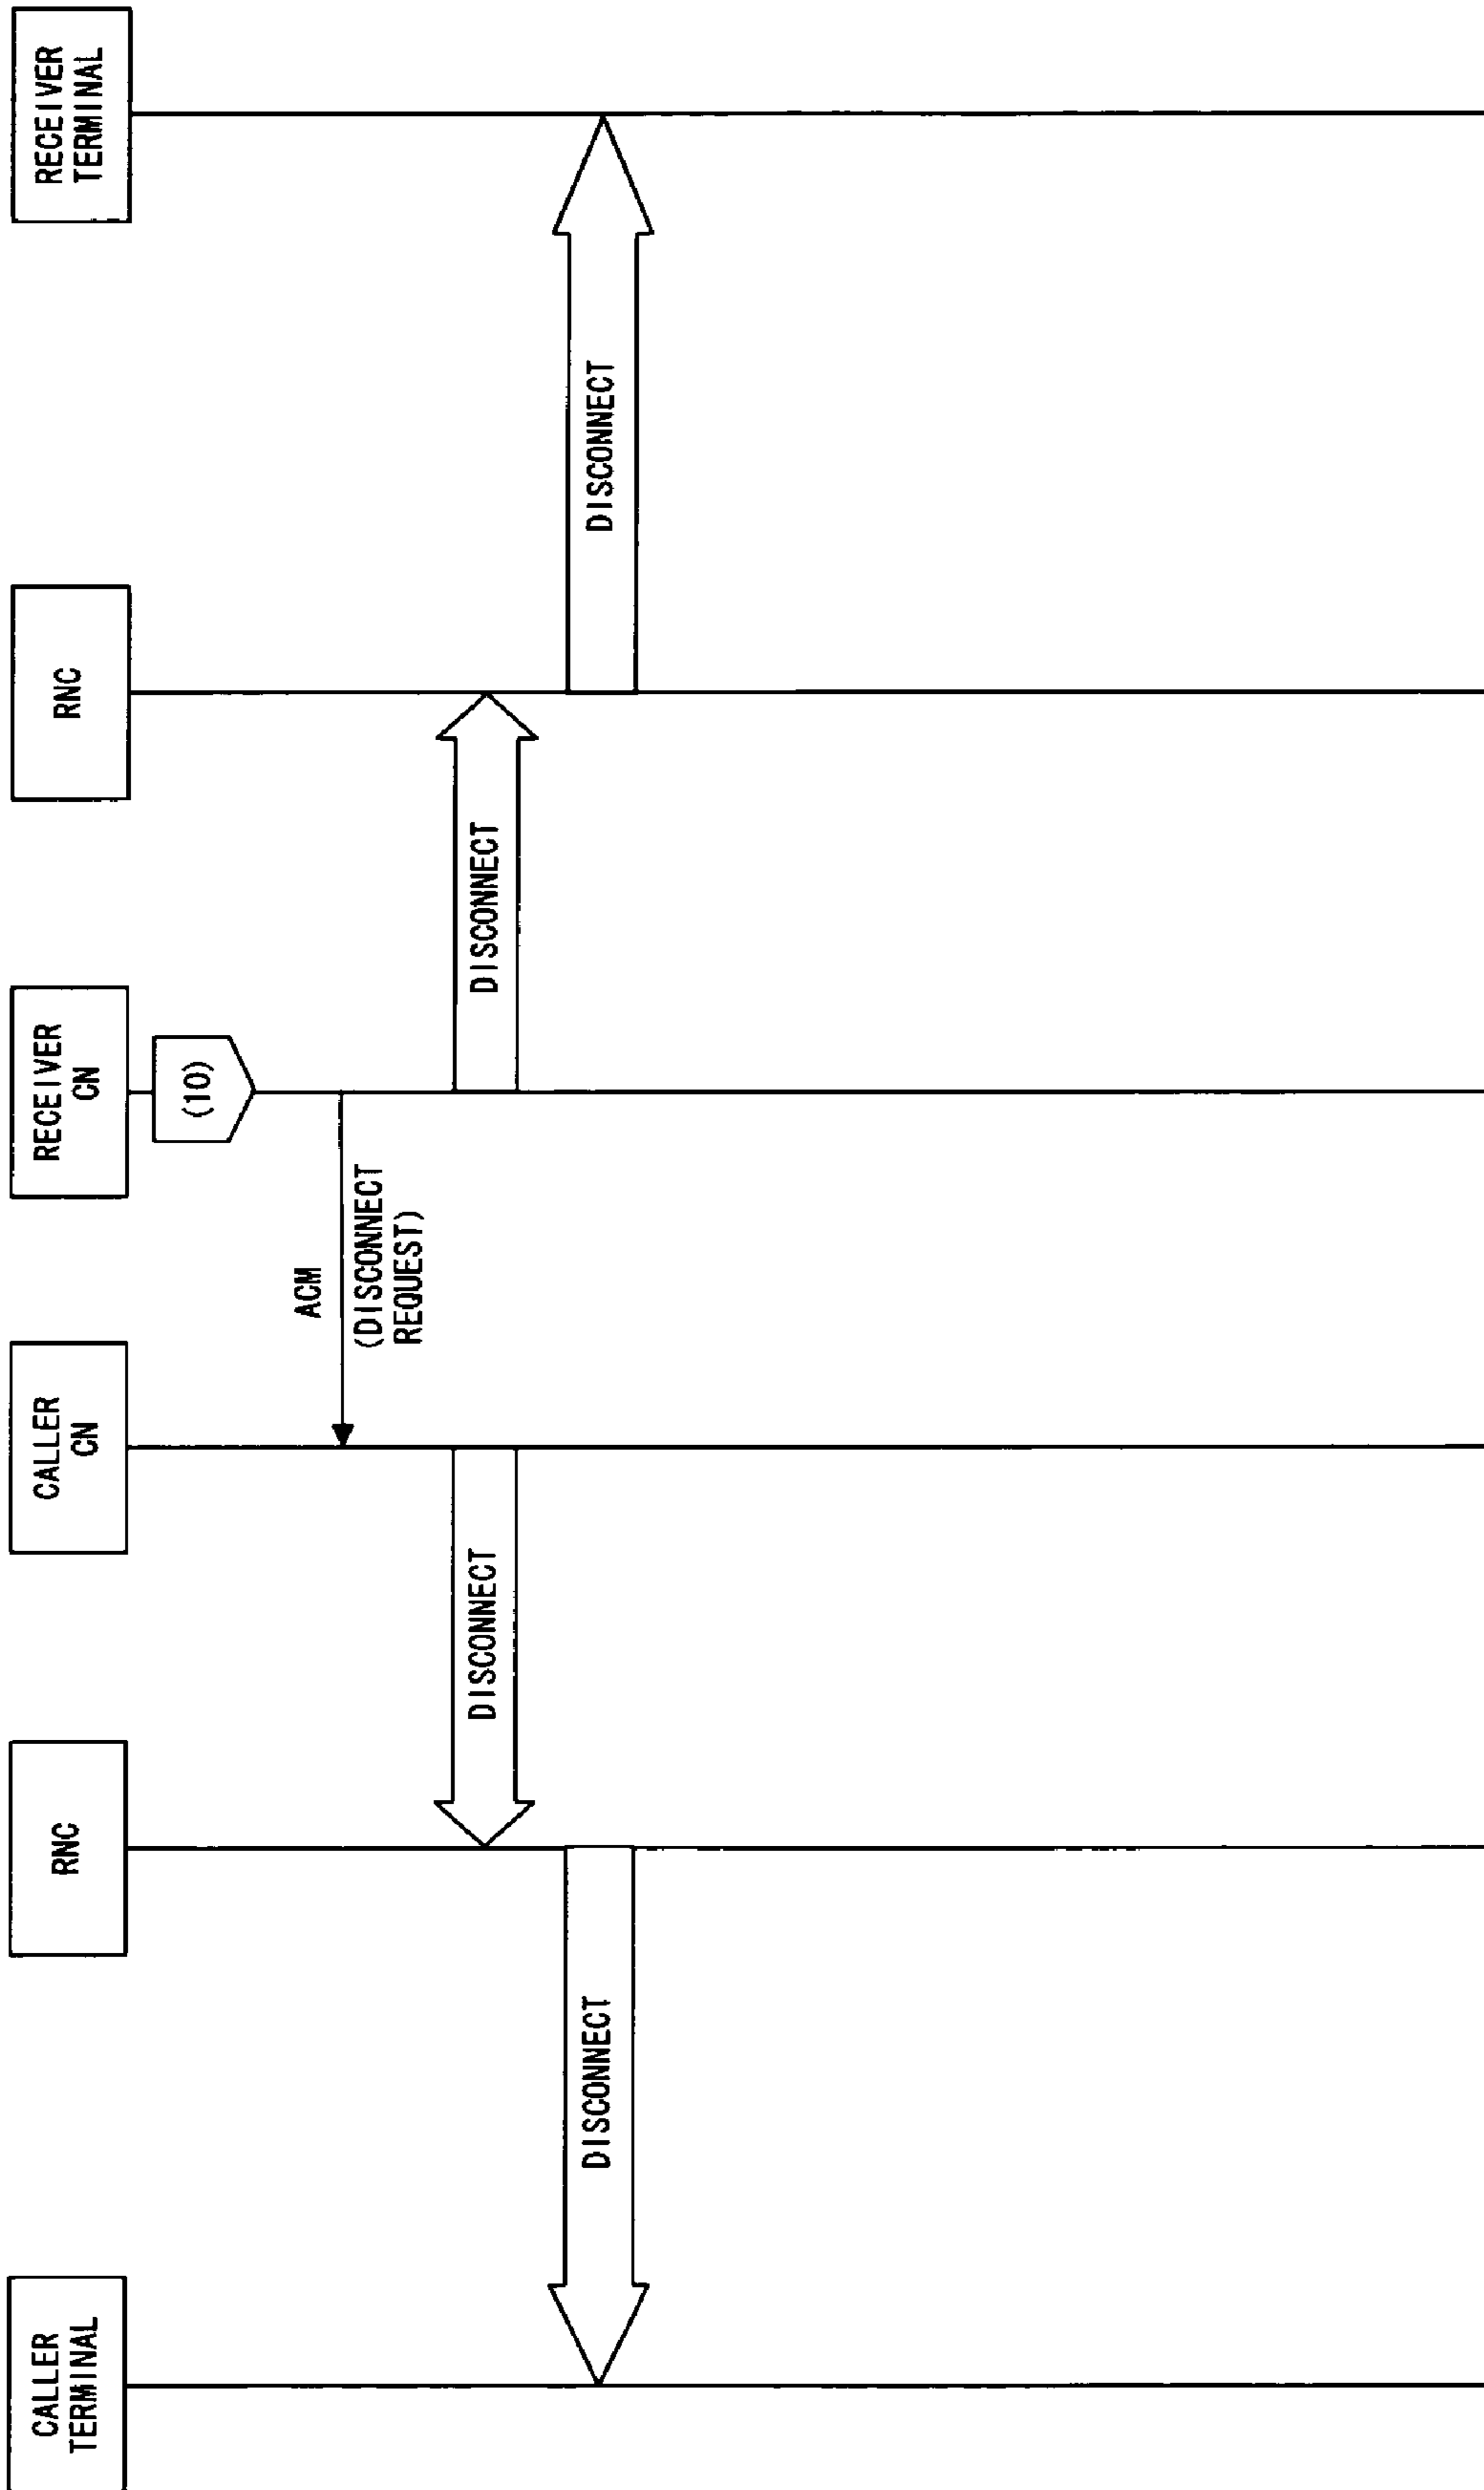 CALLER
TERMINAL
RNC
CALLER
CN
RECEIVER
CN
RNC
RECEIVER
TERMINAL
(10)
ACM
(DISCONNECT
REQUEST)
DISCONNECT
DISCONNECT
DISCONNECT
DISCONNECT